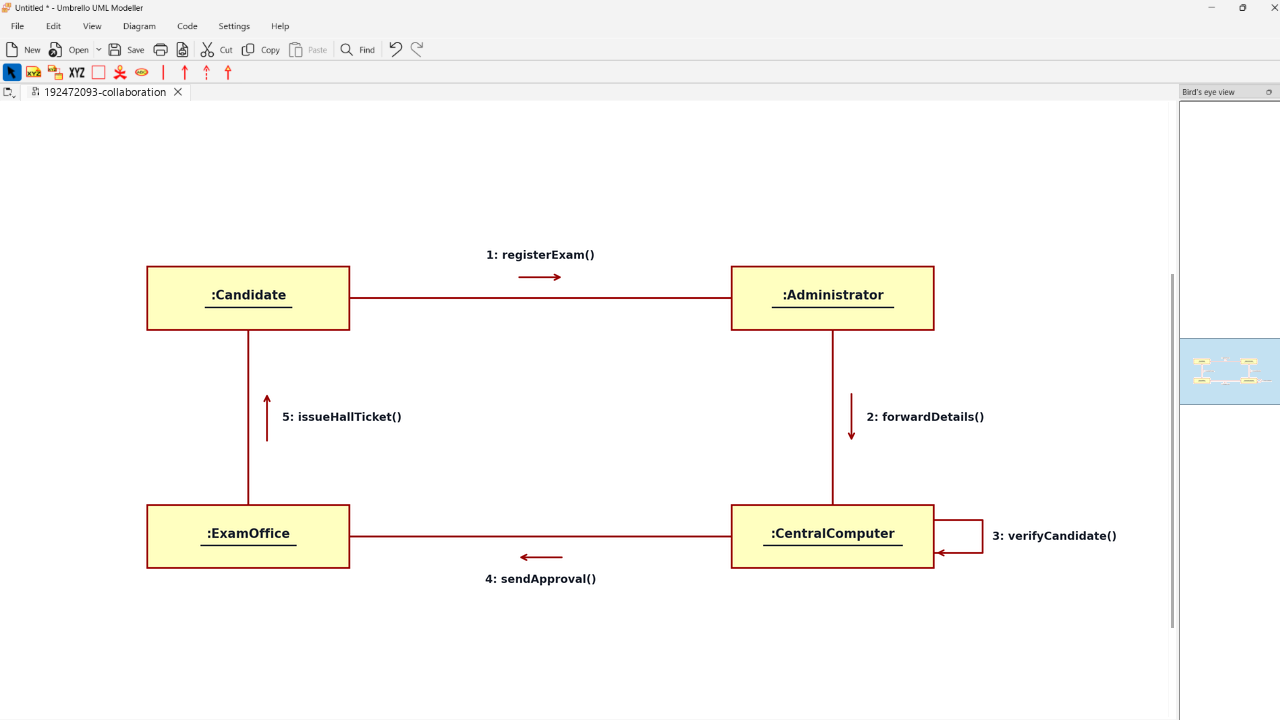 Untitled * - Umbrello UML Modeller
File Edit View Diagram Code Settings Help
New Open Save Cut Copy Paste Find
XYZ XYZ
192472093-collaboration
Bird's eye view
1: registerExam()
:Candidate
:Administrator
5: issueHallTicket()
2: forwardDetails()
:ExamOffice
:CentralComputer
3: verifyCandidate()
4: sendApproval()